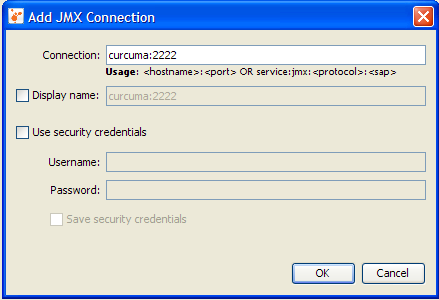 Add JMX Connection
Connection: curcuma:2222
Usage: <hostname>:<port> OR service:jmx:<protocol>:<sap>
Display name: curcuma:2222
Use security credentials
Username:
Password:
Save security credentials
OK Cancel